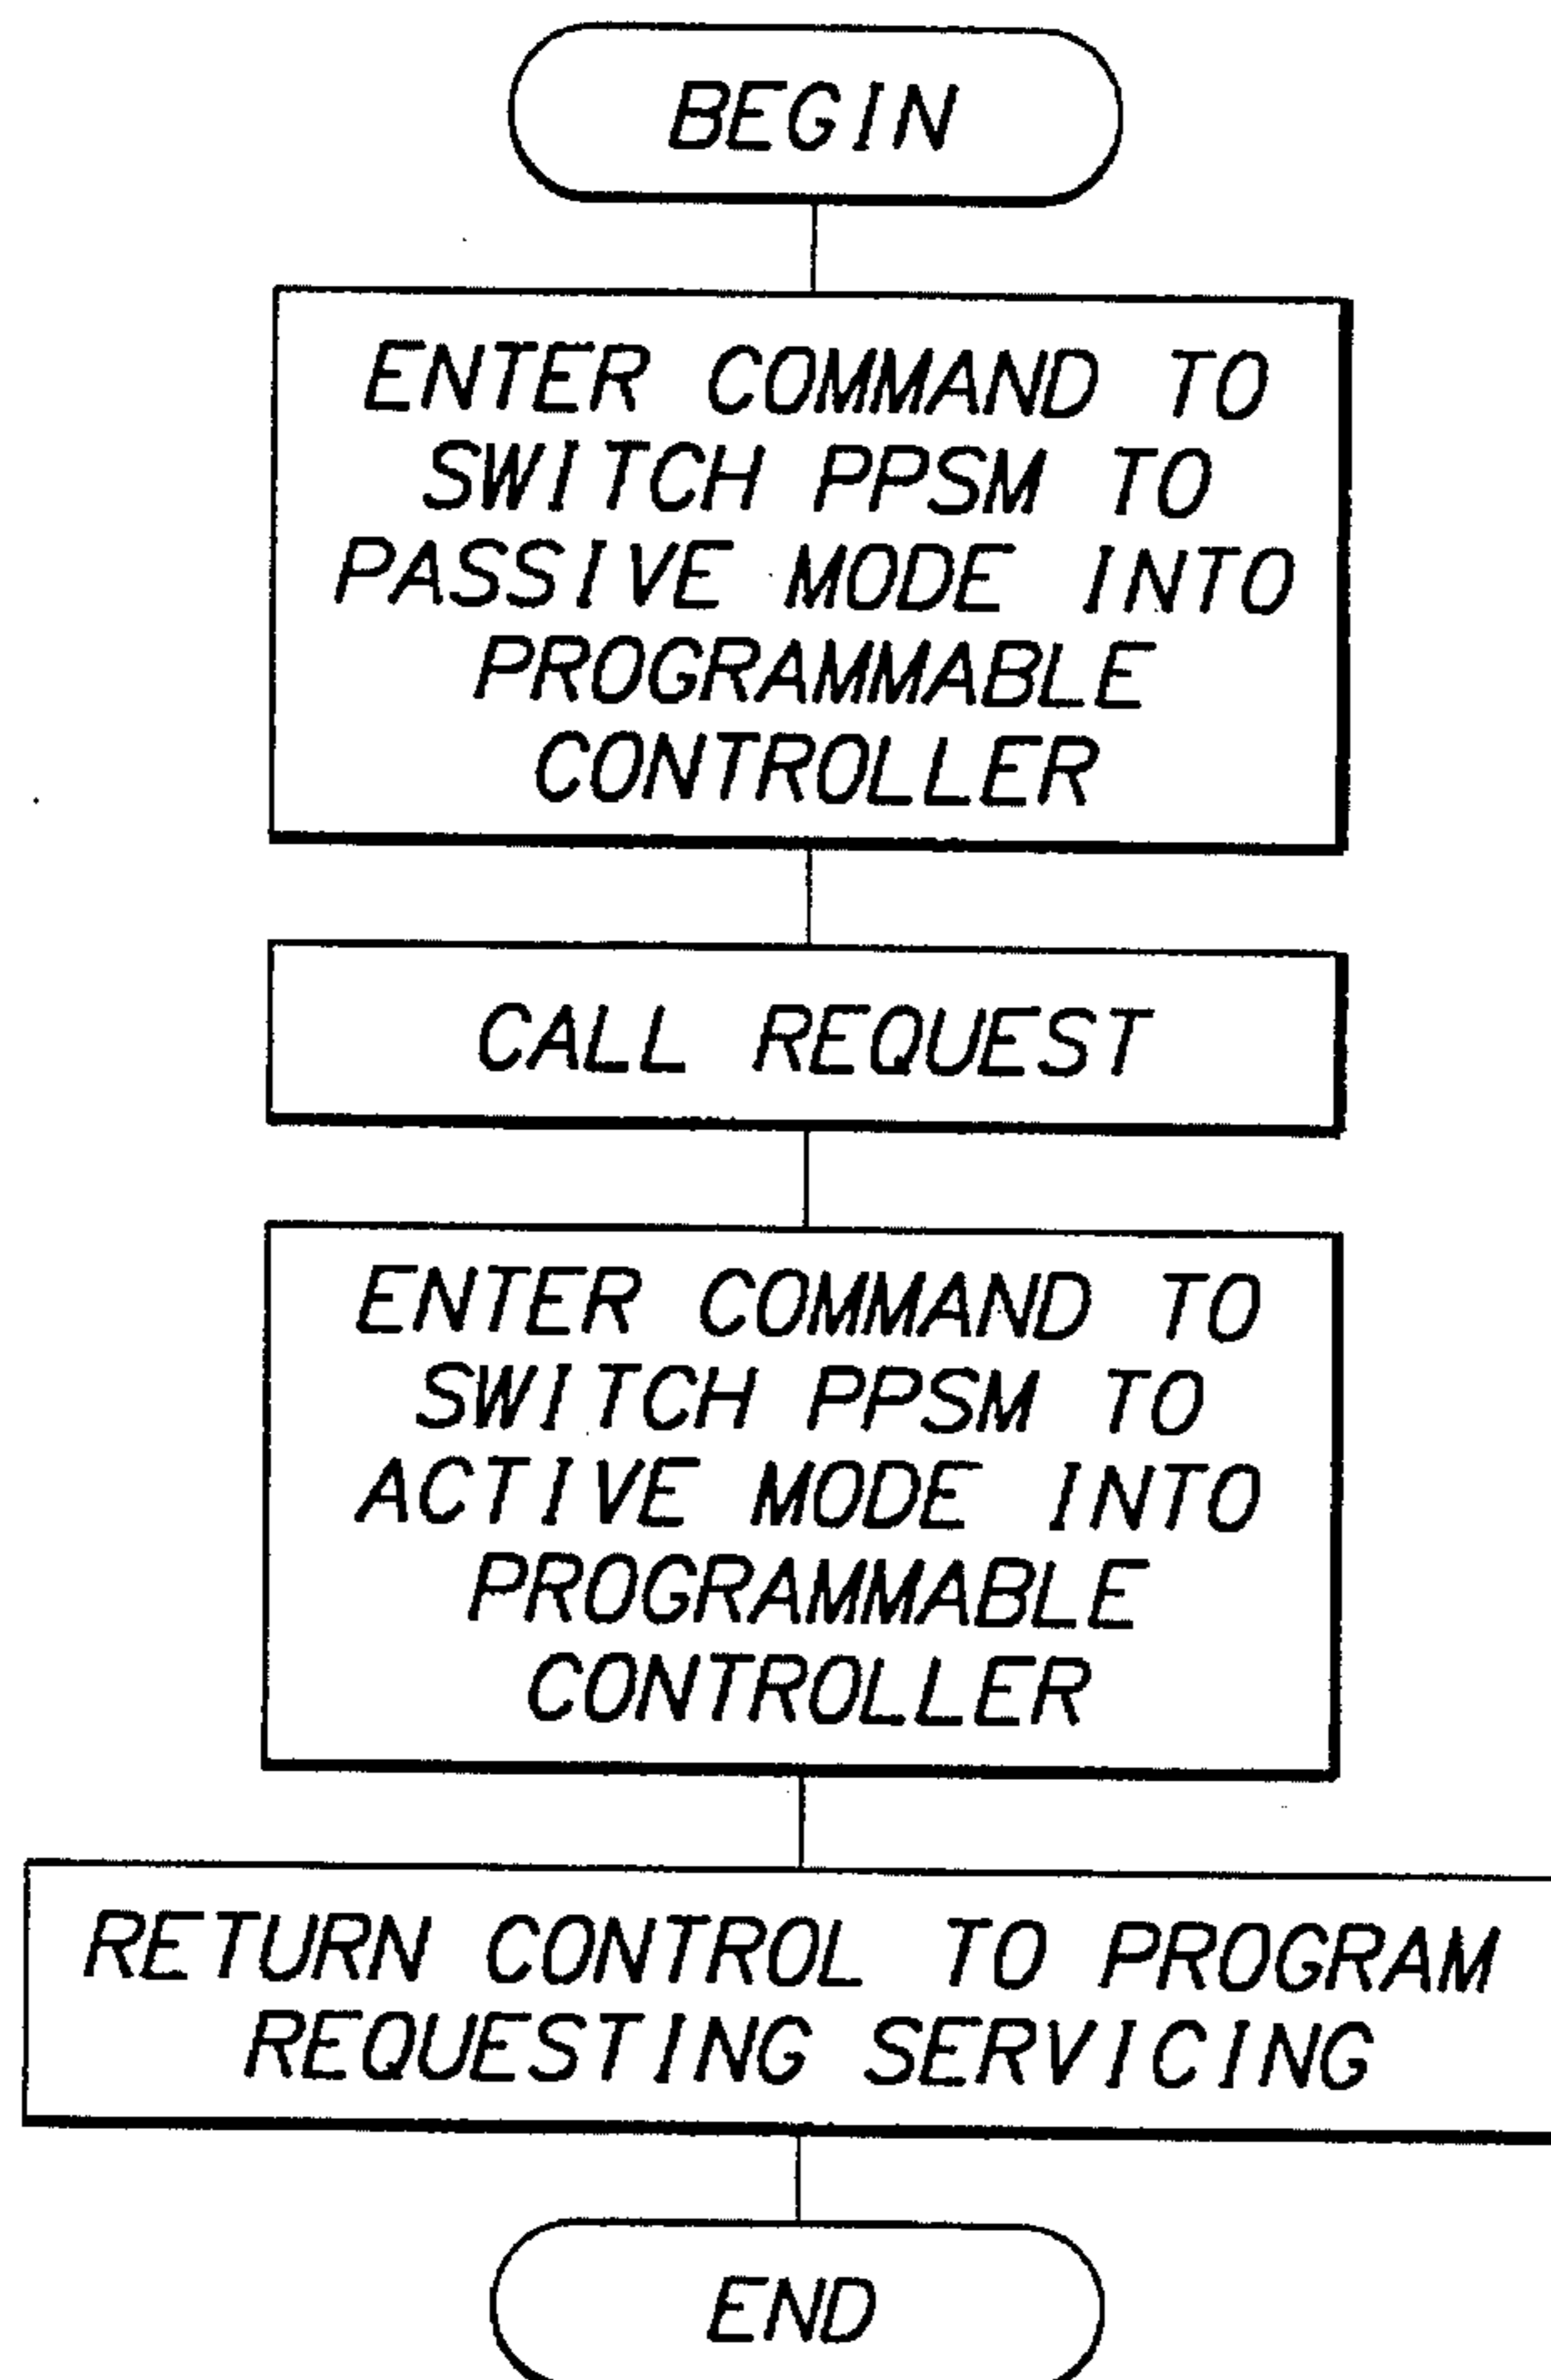 BEGIN
ENTER COMMAND TO
SWITCH PPSM TO
PASSIVE MODE INTO
PROGRAMMABLE
CONTROLLER
CALL REQUEST
ENTER COMMAND TO
SWITCH PPSM TO
ACTIVE MODE INTO
PROGRAMMABLE
CONTROLLER
RETURN CONTROL TO PROGRAM
REQUESTING SERVICING
END